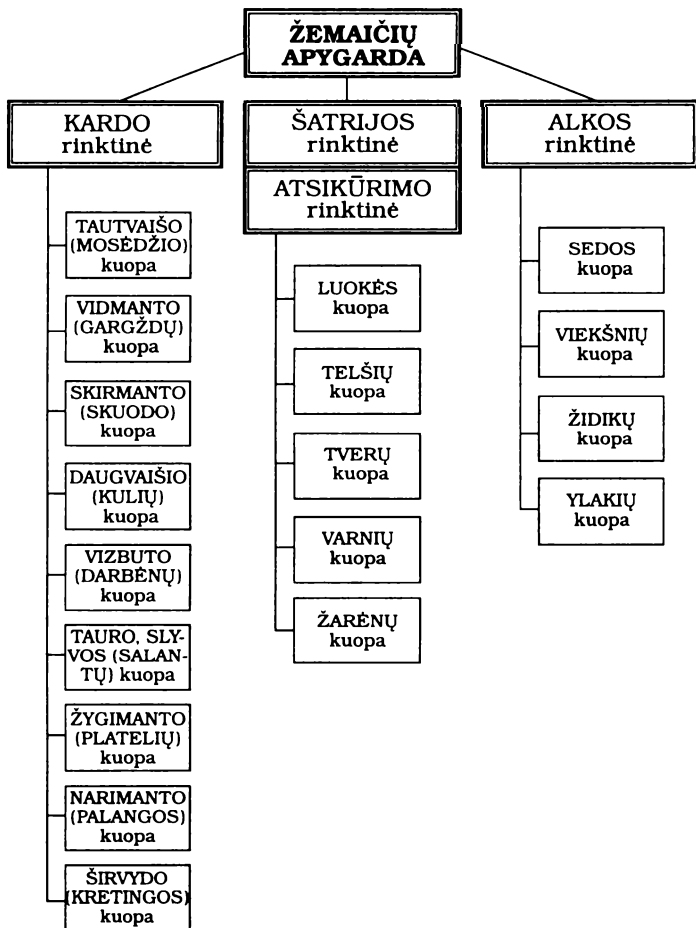 ŽEMAIČIŲ
APYGARDA
KARDO
rinktinė
TAUTVAIŠO
(MOSĖDŽIO)
kuopa
VIDMANTO
(GARGŽDŲ)
kuopa
SKIRMANTO
(SKUODO)
kuopa
DAUGVAIŠIO
(KULIŲ)
kuopa
VIZBUTO
(DARBĖNŲ)
kuopa
TAURO, SLY-
VOS (SALAN-
TŲ) kuopa
ŽYGIMANTO
(PLATELIŲ)
kuopa
NARIMANTO
(PALANGOS)
kuopa
ŠIRVYDO
(KRETINGOS)
kuopa
ŠATRIJOS
rinktinė
ATSIKŪRIMO
rinktinė
LUOKĖS
kuopa
TELŠIŲ
kuopa
TVERŲ
kuopa
VARNIŲ
kuopa
ŽARĖNŲ
kuopa
ALKOS
rinktinė
SEDOS
kuopa
VIEKŠNIŲ
kuopa
ŽIDIKŲ
kuopa
YLAKIŲ
kuopa